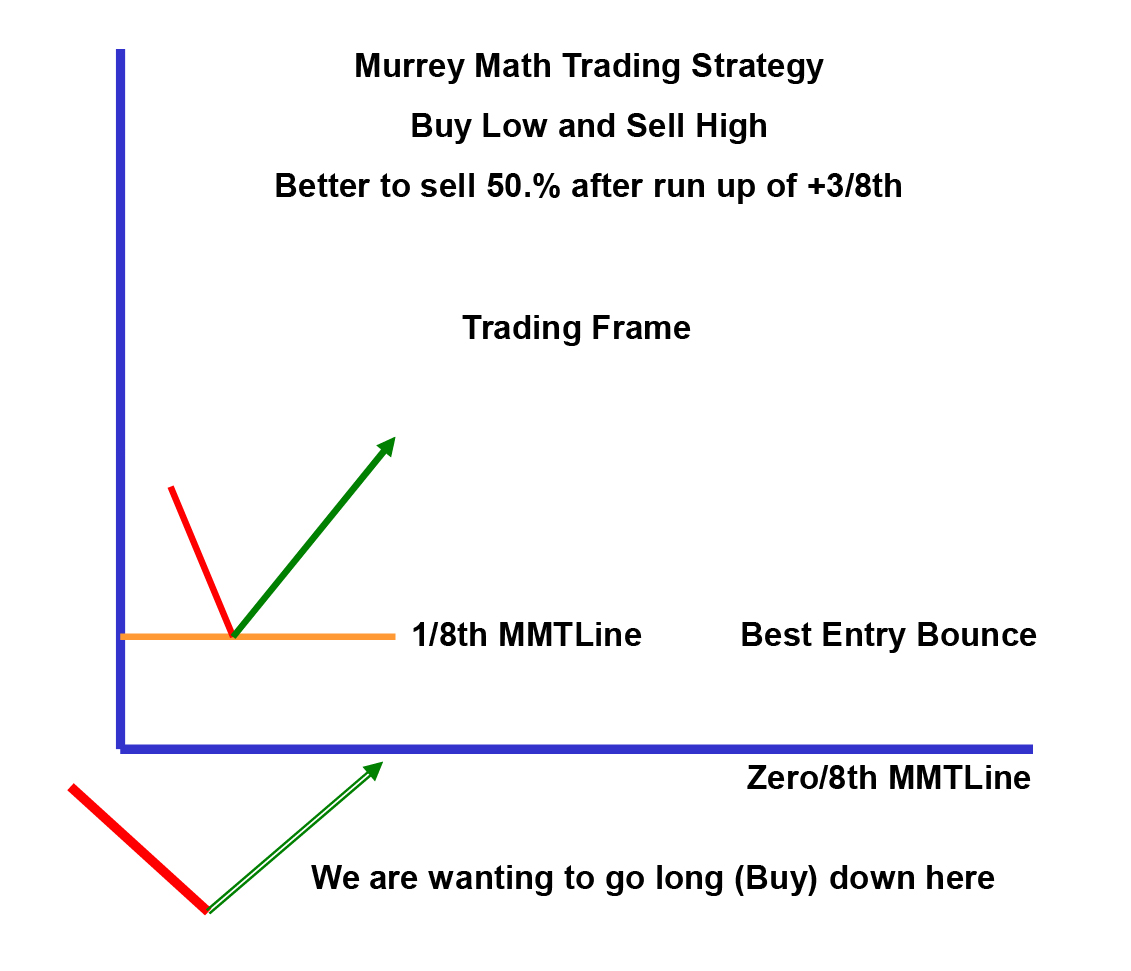 Murrey Math Trading Strategy
Buy Low and Sell High
Better to sell 50.% after run up of +3/8th
Trading Frame
1/8th MMTLine
Best Entry Bounce
Zero/8th MMTLine
We are wanting to go long (Buy) down here